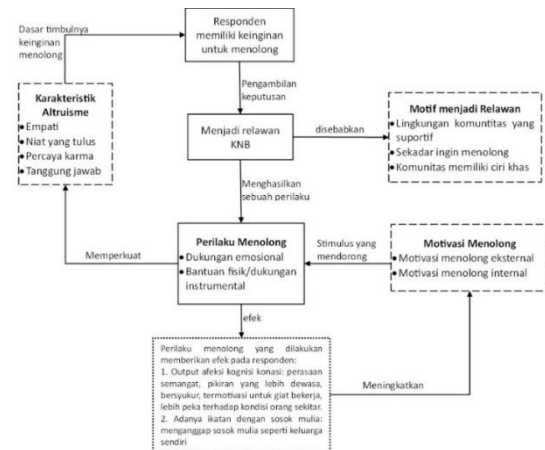 Dasar timbulnya
keinginan
menolong
Responden
memiliki keinginan
untuk menolong
Pengambilan
keputusan
Karakteristik
Altruisme
• Empati
• Niat yang tulus
• Percaya karma
• Tanggung jawab
Menjadi relawan
KNB
disebabkan
Motif menjadi Relawan
• Lingkungan komuntitas yang
suportif
• Sekadar ingin menolong
• Komunitas memiliki ciri khas
Menghasilkan
sebuah perilaku
Memperkuat
Perilaku Menolong
• Dukungan emosional
• Bantuan fisik/dukungan
instrumental
Stimulus yang
mendorong
Motivasi Menolong
• Motivasi menolong eksternal
• Motivasi menolong internal
efek
Perilaku menolong yang dilakukan
memberikan efek pada responden:
1. Output afeksi kognisi konasi: perasaan
semangat, pikiran yang lebih dewasa,
bersyukur, termotivasi untuk giat bekerja,
lebih peka terhadap kondisi orang sekitar.
2. Adanya ikatan dengan sosok mulia:
menganggap sosok mulia seperti keluarga
sendiri
Meningkatkan